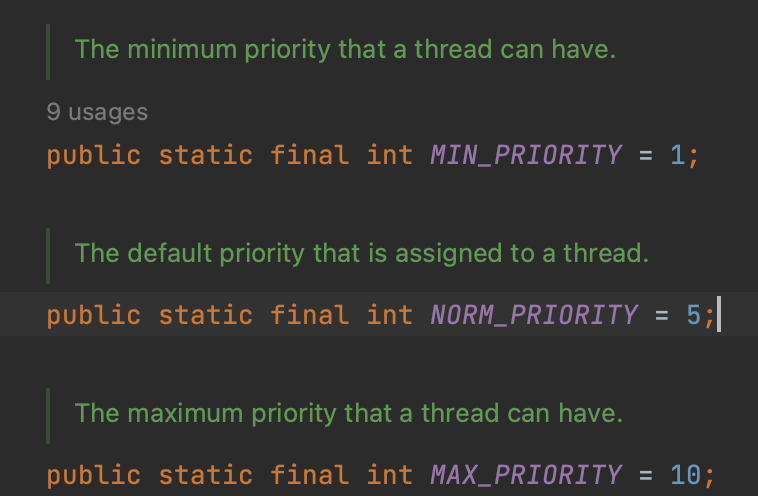 The minimum priority that a thread can have.
9 usages
public static final int MIN_PRIORITY = 1;
The default priority that is assigned to a thread.
public static final int NORM_PRIORITY = 5;
The maximum priority that a thread can have.
public static final int MAX_PRIORITY = 10;